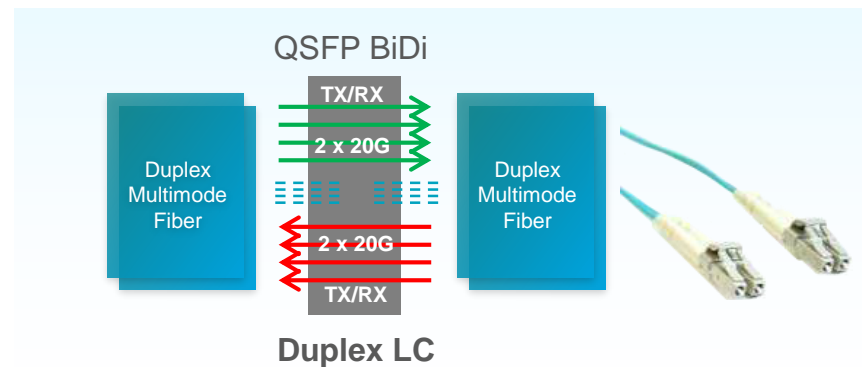 QSFP BiDi
TX/RX
2 x 20G
Duplex
Multimode
Fiber
Duplex
Multimode
Fiber
2 x 20G
TX/RX
Duplex LC